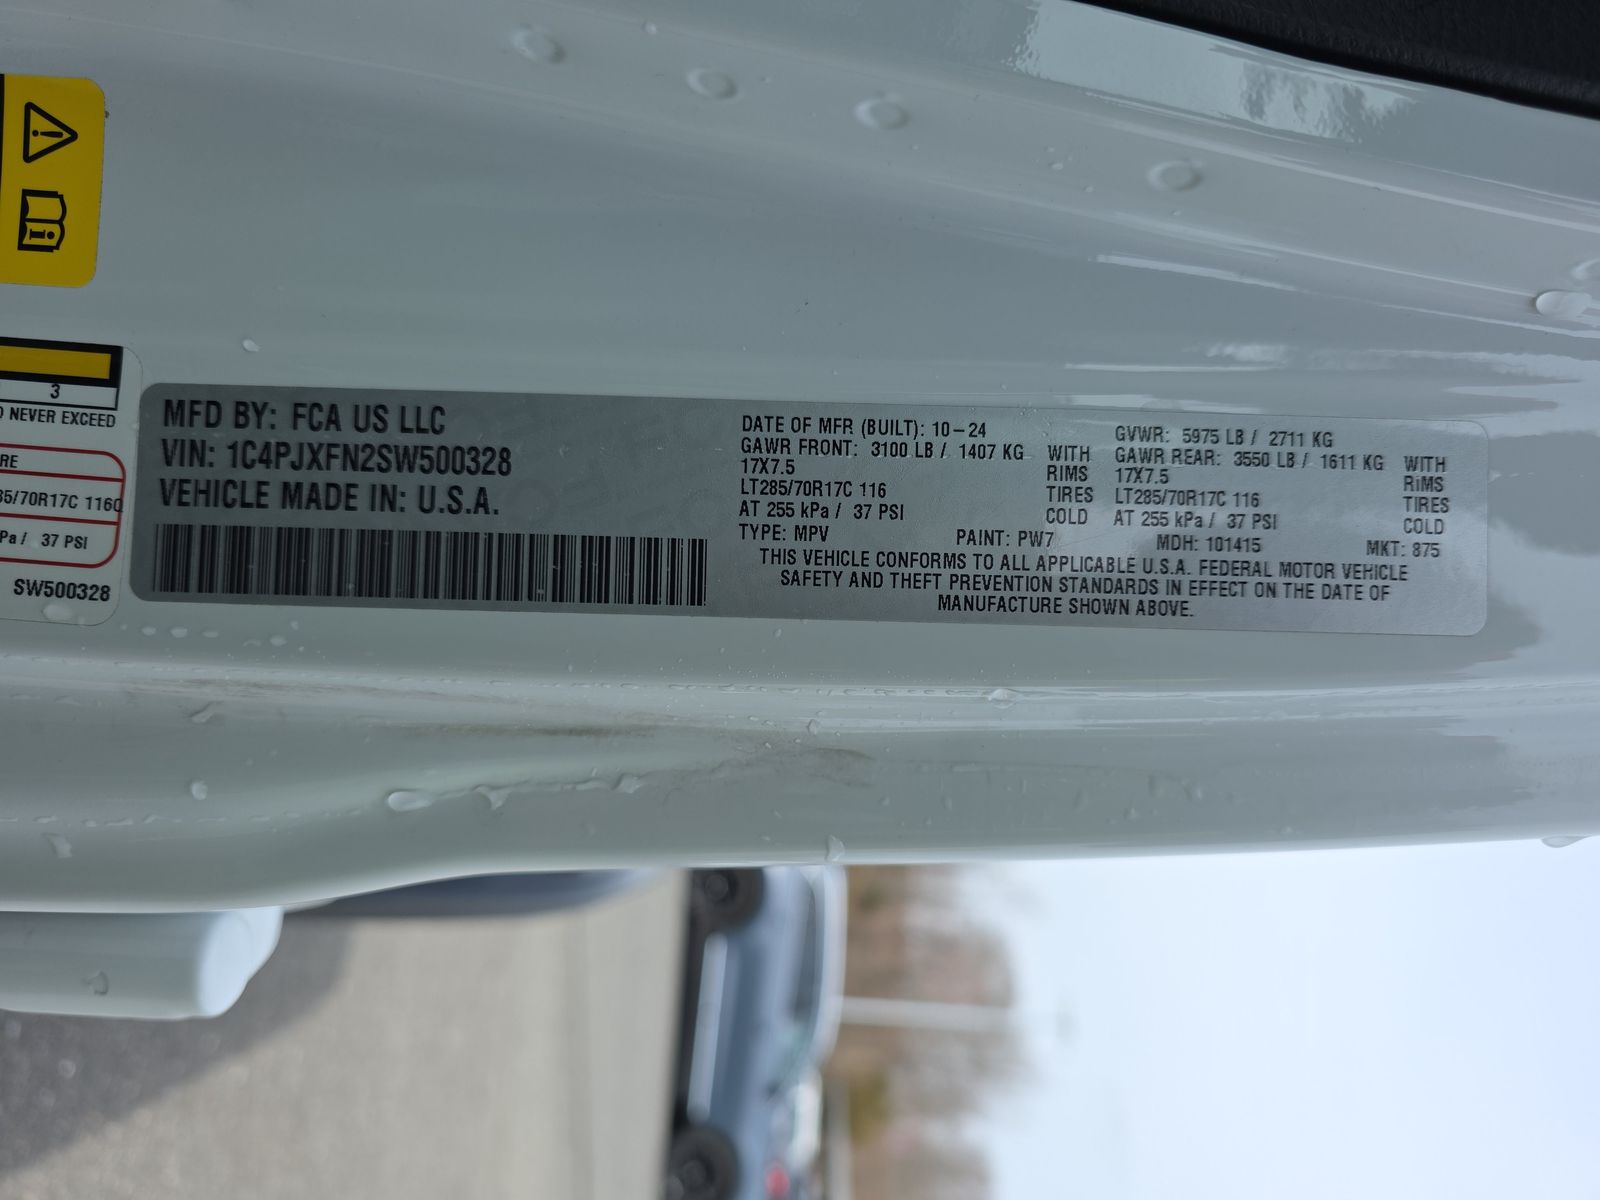 3
NEVER EXCEED
RE
85/70R17C 116Q
Pa / 37 PSI
SW500328
MFD BY: FCA US LLC
VIN: 1C4PJXFN2SW500328
VEHICLE MADE IN: U.S.A.
DATE OF MFR (BUILT): 10-24
GAWR FRONT: 3100 LB / 1407 KG WITH
17X7.5 RIMS
LT285/70R17C 116 TIRES
AT 255 kPa / 37 PSI COLD
GVWR: 5975 LB / 2711 KG
GAWR REAR: 3550 LB / 1611 KG WITH
17X7.5 RIMS
LT285/70R17C 116 TIRES
AT 255 kPa / 37 PSI COLD
TYPE: MPV PAINT: PW7 MDH: 101415 MKT: 875
THIS VEHICLE CONFORMS TO ALL APPLICABLE U.S.A. FEDERAL MOTOR VEHICLE
SAFETY AND THEFT PREVENTION STANDARDS IN EFFECT ON THE DATE OF
MANUFACTURE SHOWN ABOVE.